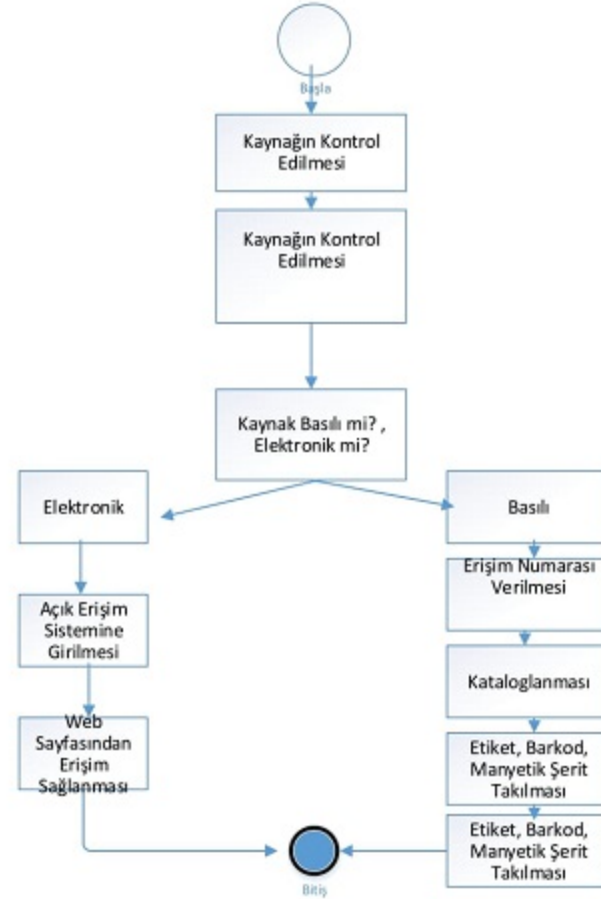 Başla
Kaynağın Kontrol
Edilmesi
Kaynağın Kontrol
Edilmesi
Kaynak Basılı mi? ,
Elektronik mi?
Elektronik
Açık Erişim
Sistemine
Girilmesi
Web
Sayfasından
Erişim
Sağlanması
Basılı
Erişim Numarası
Verilmesi
Kataloglanması
Etiket, Barkod,
Manyetik Şerit
Takılması
Etiket, Barkod,
Manyetik Şerit
Takılması
Bitiş